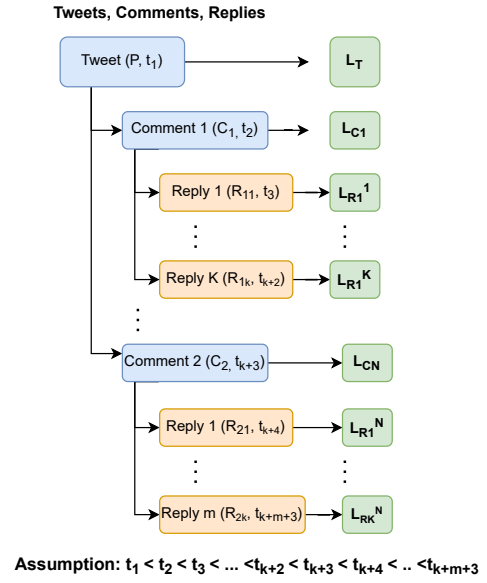 Tweets, Comments, Replies
Tweet (P, t1) LT
Comment 1 (C1, t2) LC1
Reply 1 (R11, t3) LR1^1
Reply K (R1k, tk+2) LR1^K
Comment 2 (C2, tk+3) LCN
Reply 1 (R21, tk+4) LR1^N
Reply m (R2k, tk+m+3) LRK^N
Assumption: t1 < t2 < t3 < ... <tk+2 < tk+3 < tk+4 < .. <tk+m+3